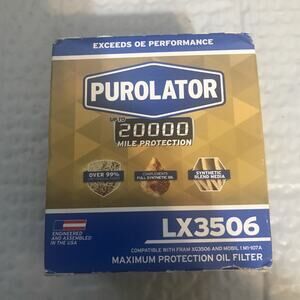 EXCEEDS OE PERFORMANCE
PUROLATOR
UP TO
20000
MILE PROTECTION
OVER 99%
COMPLEMENTS
FULL SYNTHETIC OIL
SYNTHETIC
BLEND MEDIA
ENGINEERED
AND ASSEMBLED
IN THE USA
LX3506
COMPATIBLE WITH FRAM XG3506 AND MOBIL 1 M1-107A
MAXIMUM PROTECTION OIL FILTER